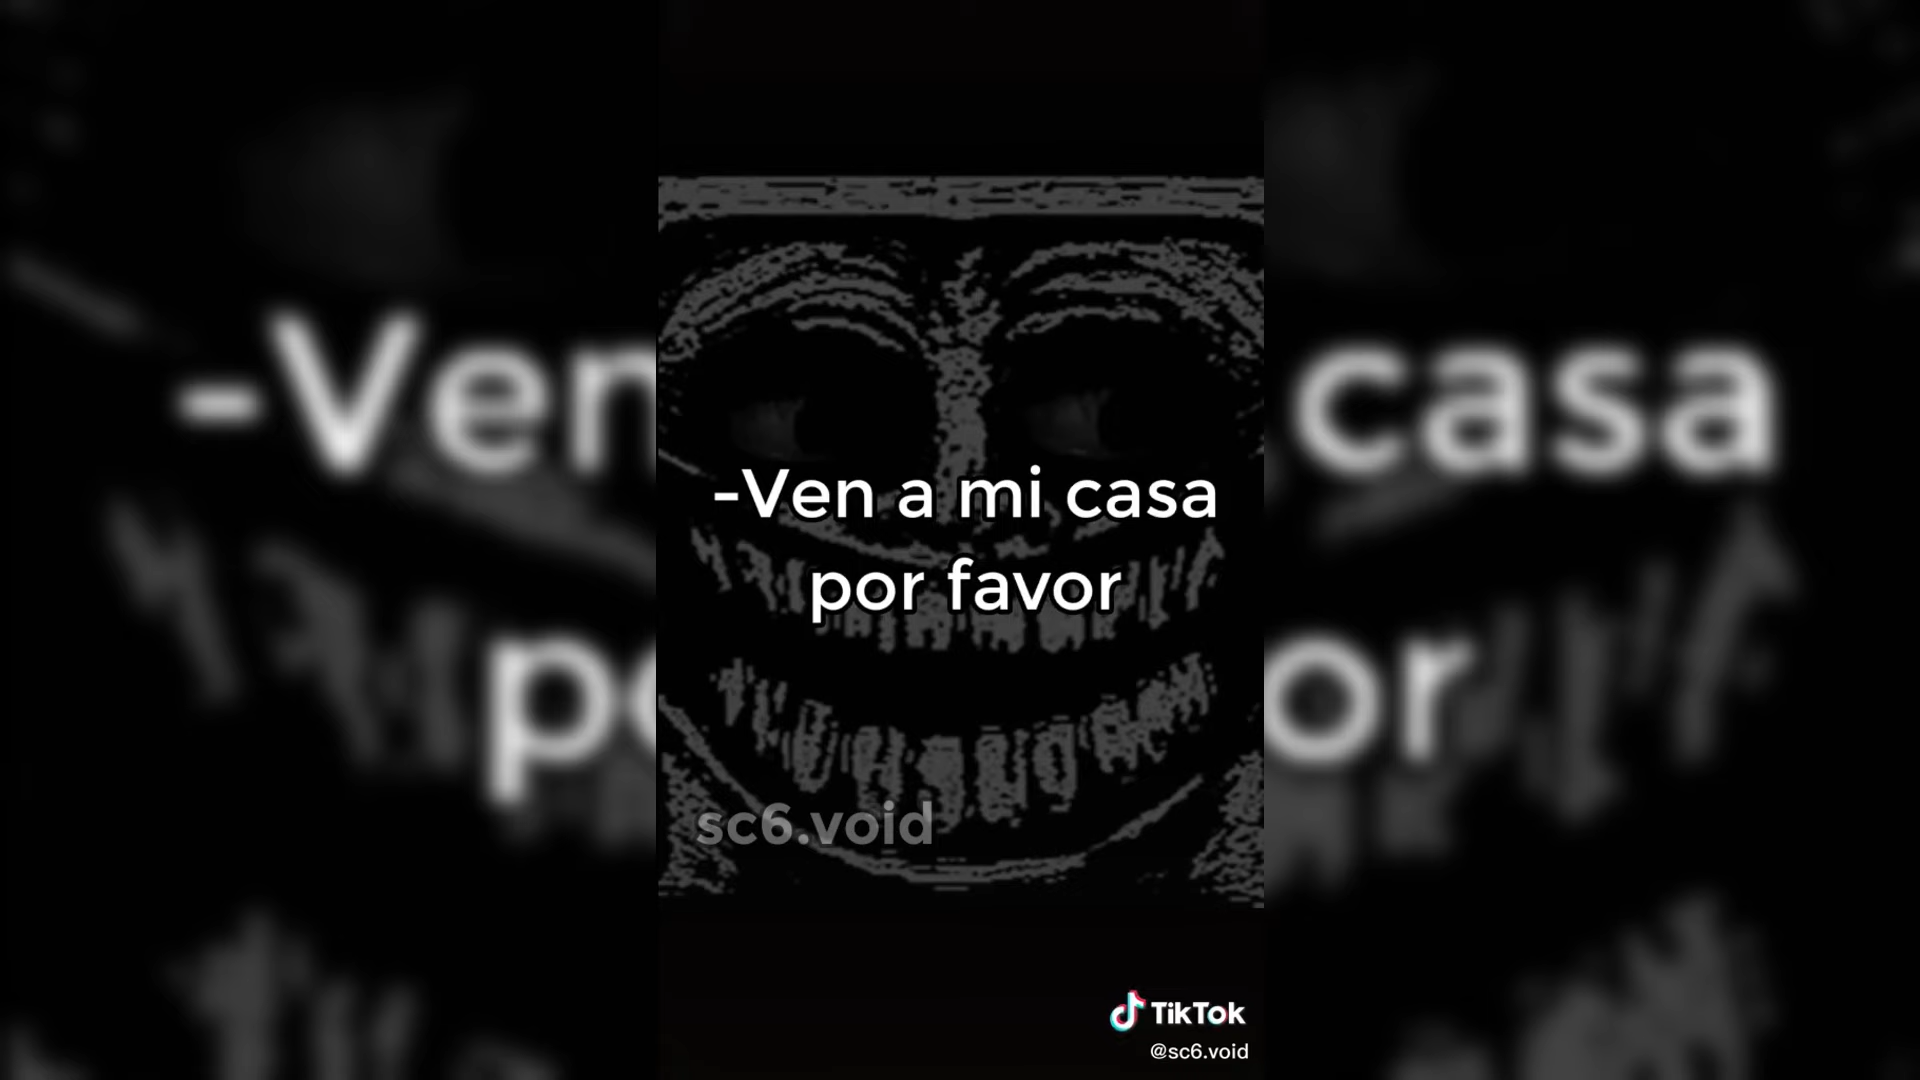 -Ven a mi casa
por favor
sc6.void
TikTok
@sc6.void